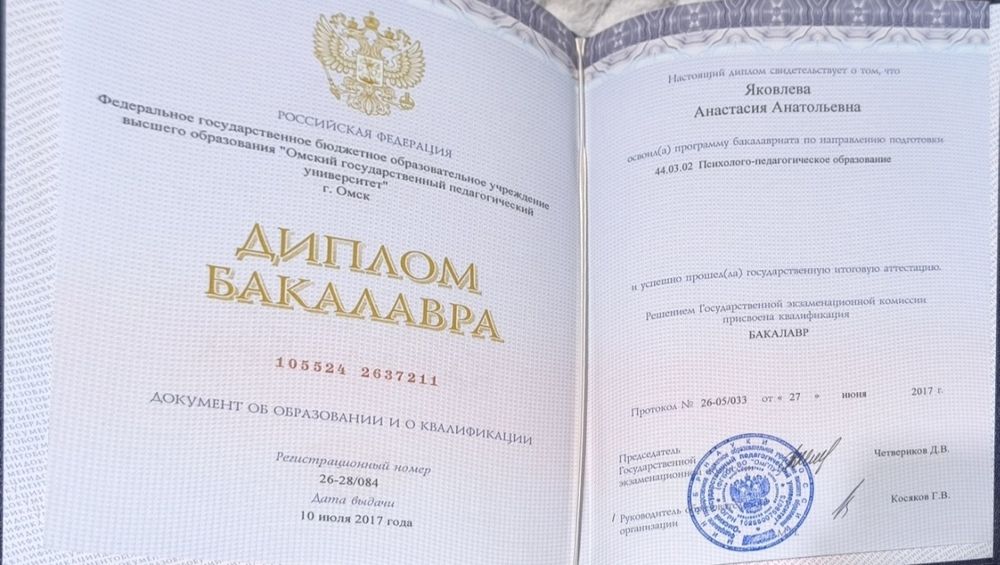 РОССИЙСКАЯ ФЕДЕРАЦИЯ
Федеральное государственное бюджетное образовательное учреждение
высшего образования "Омский государственный педагогический
университет"
г. Омск
ДИПЛОМ
БАКАЛАВРА
105524 2637211
ДОКУМЕНТ ОБ ОБРАЗОВАНИИ И О КВАЛИФИКАЦИИ
Регистрационный номер
26-28/084
Дата выдачи
10 июля 2017 года
Настоящий диплом свидетельствует о том, что
Яковлева
Анастасия Анатольевна
освоил(а) программу бакалавриата по направлению подготовки
44.03.02 Психолого-педагогическое образование
и успешно прошел(ла) государственную итоговую аттестацию.
Решением Государственной экзаменационной комиссии
присвоена квалификация
БАКАЛАВР
Протокол № 26-05/033 от « 27 » июня 2017 г.
Председатель
Государственной
экзаменационной
Четвериков Д.В.
/ Руководитель
организации
Косяков Г.В.